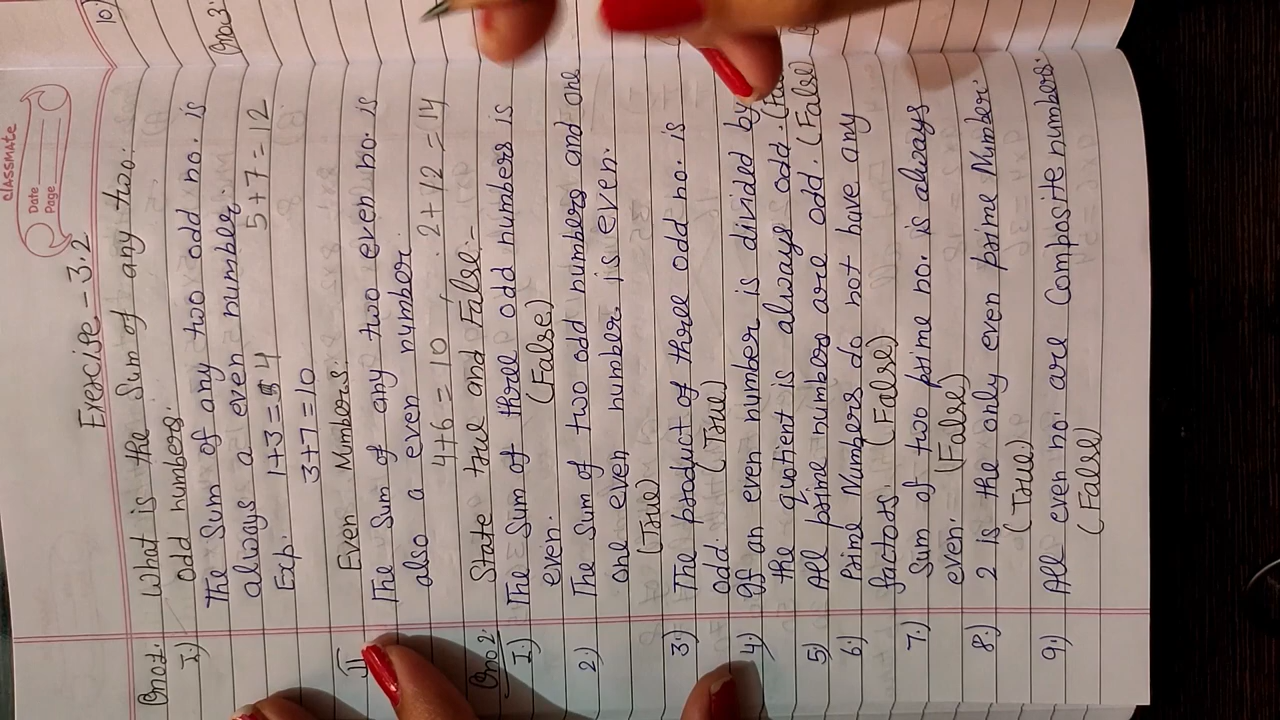 classmate
Date
Page
Exercise - 3.2
Qno1. What is the Sum of any two.
I.) Odd numbers.
The Sum of any two odd no. is
always a even number.
Exp. 1+3=4 5+7=12
3+7=10
II Even Numbers.
The Sum of any two even no. is
also a even number.
4+6=10 2+12=14
Qno2. State true and False:-
I.) The Sum of three odd numbers is
even. (False)
2.) The Sum of two odd numbers and one
one even number is even.
(True)
3.) The product of three odd no. is
odd. (True)
4.) If an even number is divided by
the quotient is always odd.
5) All prime numbers are odd. (False)
6.) Prime Numbers do not have any
factors. (False)
7.) Sum of two prime no. is always
even. (False)
8.) 2 is the only even prime Number.
(True)
9.) All even no. are Composite numbers.
(False)
10)
Qno3.